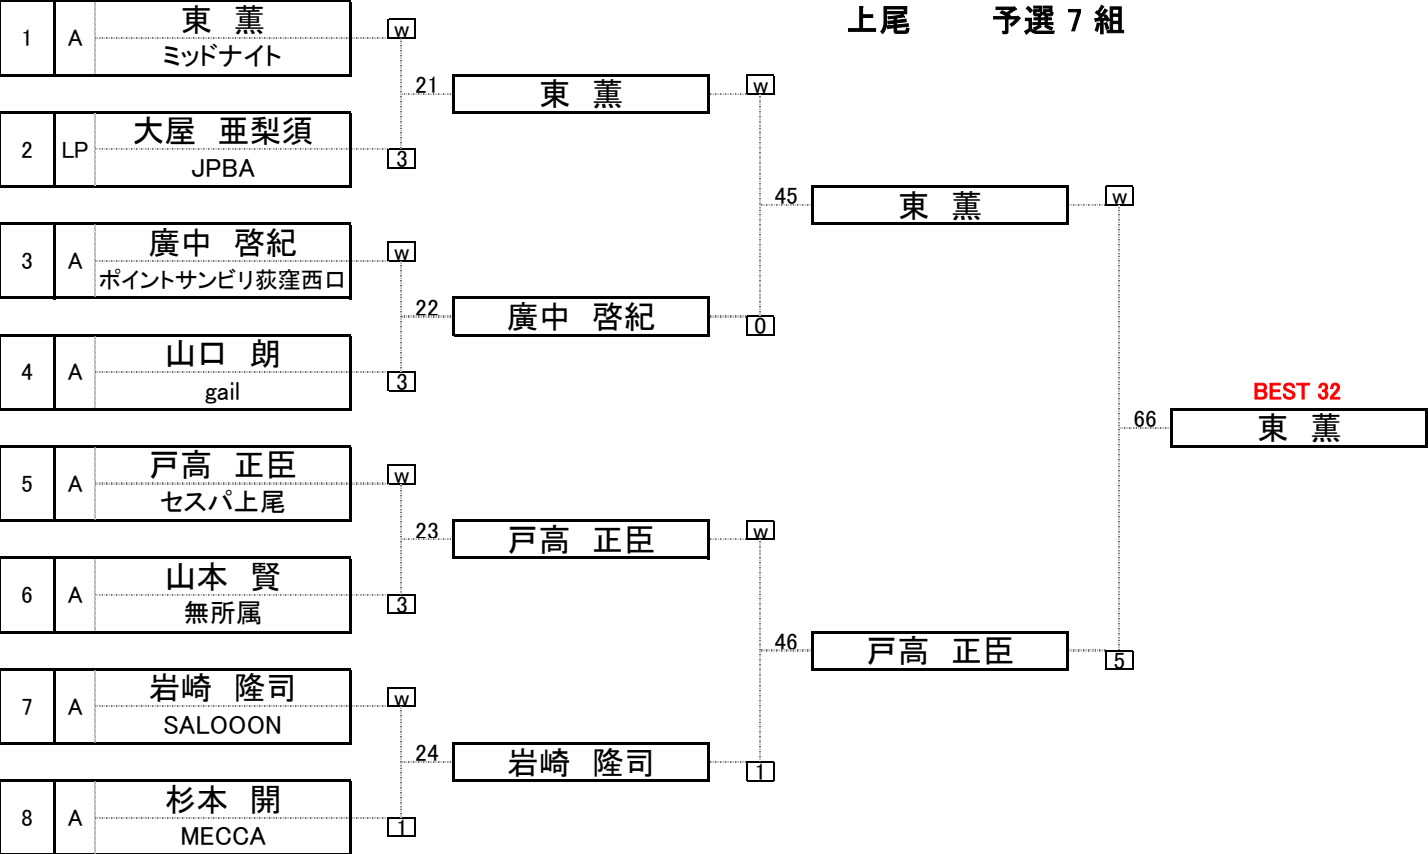 上尾 予選 7 組
1 A 東 薫 w
ミッドナイト
21 東 薫 w
2 LP 大屋 亜梨須
JPBA 3
45 東 薫 w
3 A 廣中 啓紀 w
ポイントサンビリ荻窪西口
22 廣中 啓紀 0
4 A 山口 朗
gail 3
BEST 32
66 東 薫
5 A 戸高 正臣 w
セスパ上尾
23 戸高 正臣 w
6 A 山本 賢
無所属 3
46 戸高 正臣 5
7 A 岩崎 隆司 w
SALOOON
24 岩崎 隆司 1
8 A 杉本 開
MECCA 1